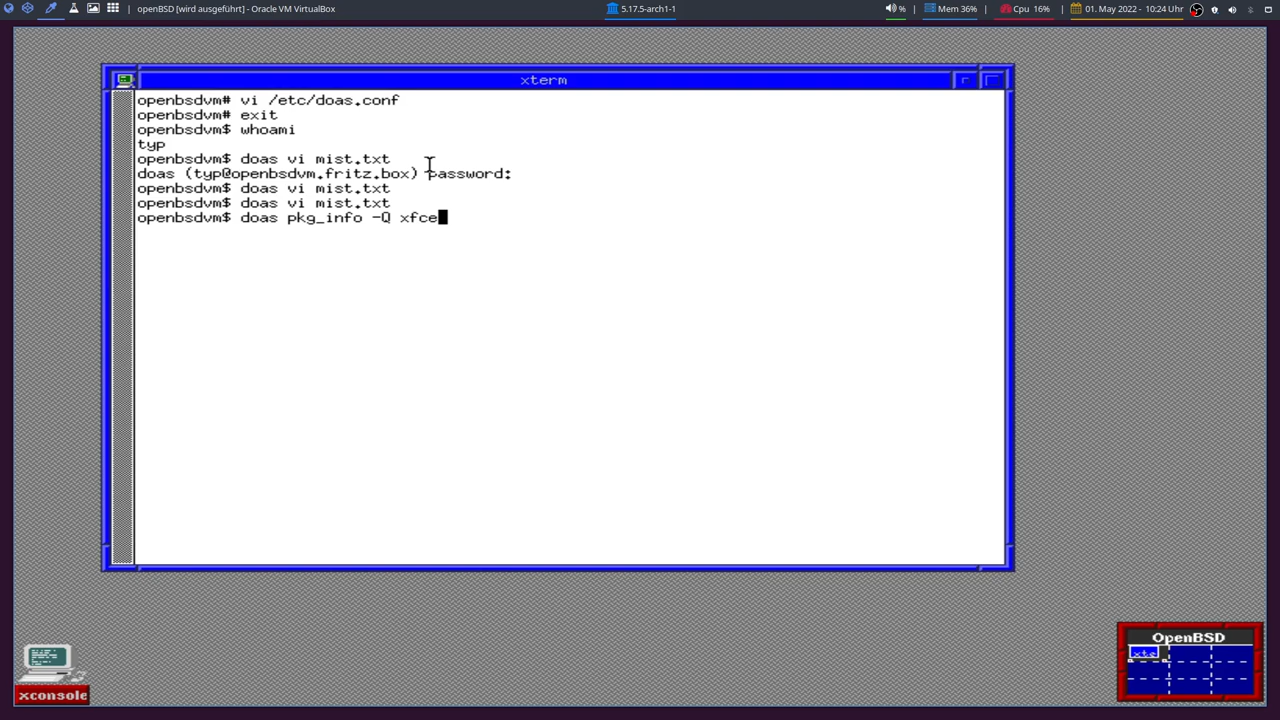 openBSD [wird ausgeführt] - Oracle VM VirtualBox
5.17.5-arch1-1
%
Mem 36%
Cpu 16%
01. May 2022 - 10:24 Uhr
xterm
openbsdvm# vi /etc/doas.conf
openbsdvm# exit
openbsdvm$ whoami
typ
openbsdvm$ doas vi mist.txt
doas (typ@openbsdvm.fritz.box) password:
openbsdvm$ doas vi mist.txt
openbsdvm$ doas vi mist.txt
openbsdvm$ doas pkg_info -Q xfce
xconsole
OpenBSD
xte